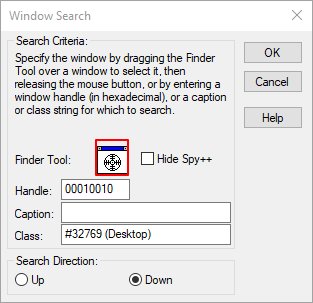 Window Search
Search Criteria:
Specify the window by dragging the Finder
Tool over a window to select it, then
releasing the mouse button, or by entering a
window handle (in hexadecimal), or a caption
or class string for which to search.
OK
Cancel
Help
Finder Tool:
Hide Spy++
Handle: 00010010
Caption:
Class: #32769 (Desktop)
Search Direction:
Up Down